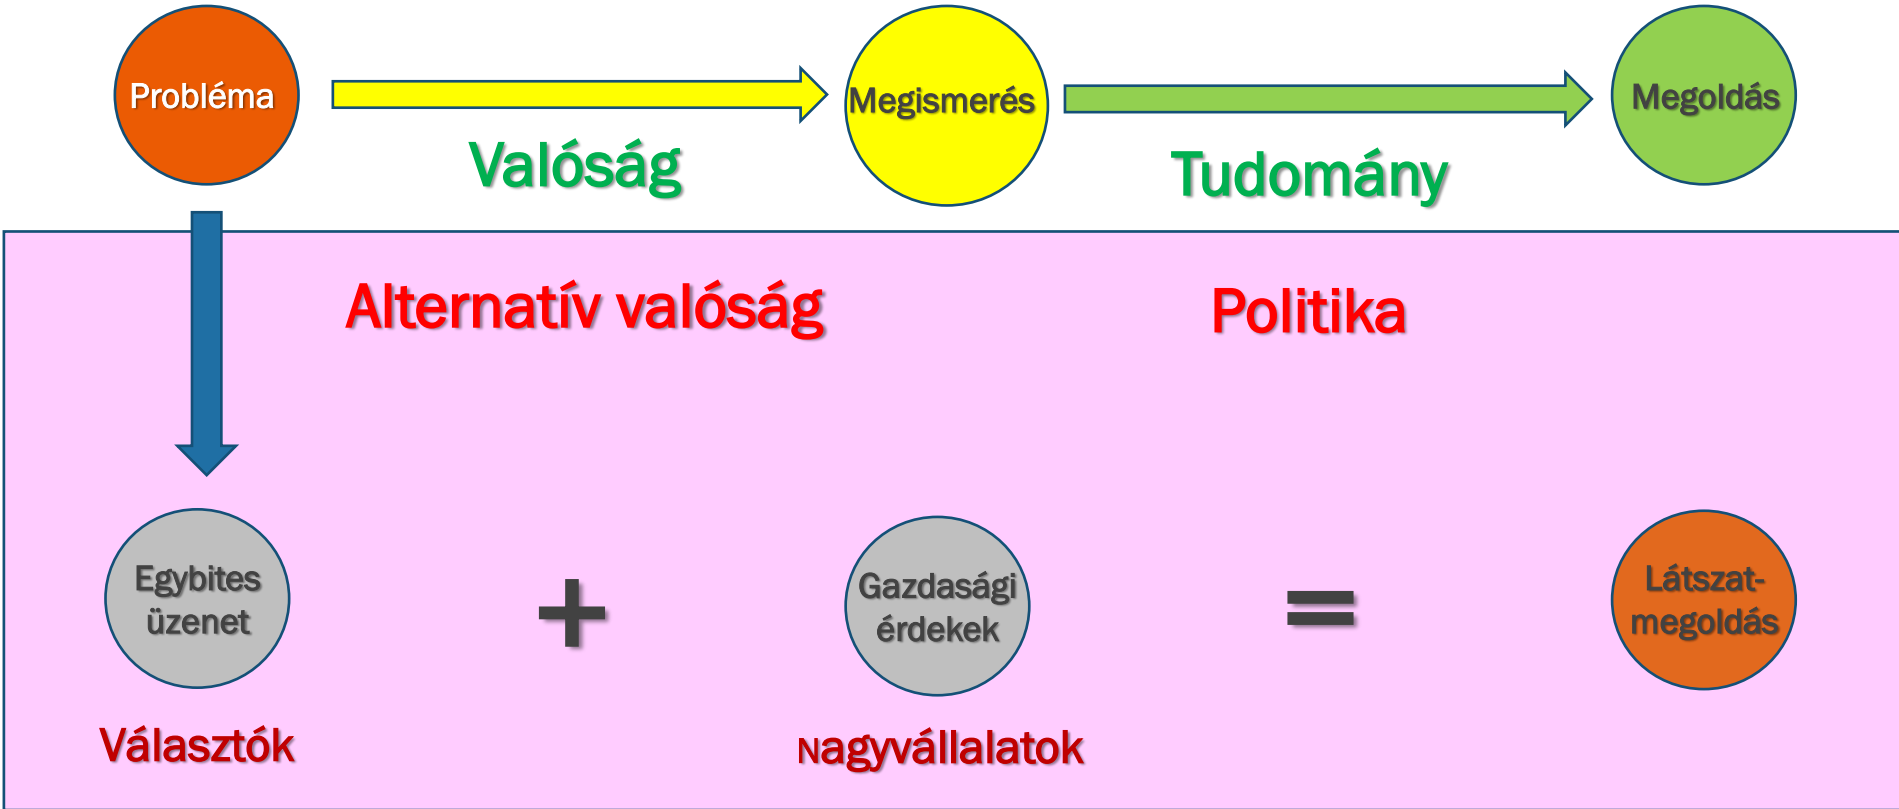 Probléma
Megismerés
Megoldás
Valóság
Tudomány
Alternatív valóság
Politika
Egybites
üzenet
+
Gazdasági
érdekek
=
Látszat-
megoldás
Választók
Nagyvállalatok